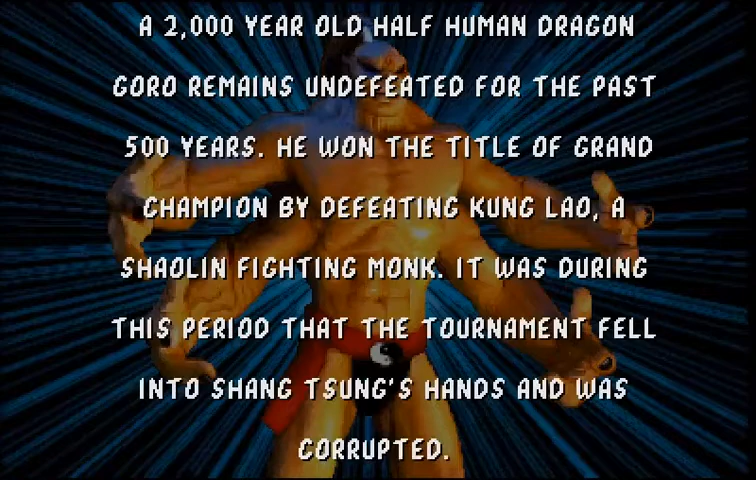 A 2,000 YEAR OLD HALF HUMAN DRAGON
GORO REMAINS UNDEFEATED FOR THE PAST
500 YEARS. HE WON THE TITLE OF GRAND
CHAMPION BY DEFEATING KUNG LAO, A
SHAOLIN FIGHTING MONK. IT WAS DURING
THIS PERIOD THAT THE TOURNAMENT FELL
INTO SHANG TSUNG'S HANDS AND WAS
CORRUPTED.